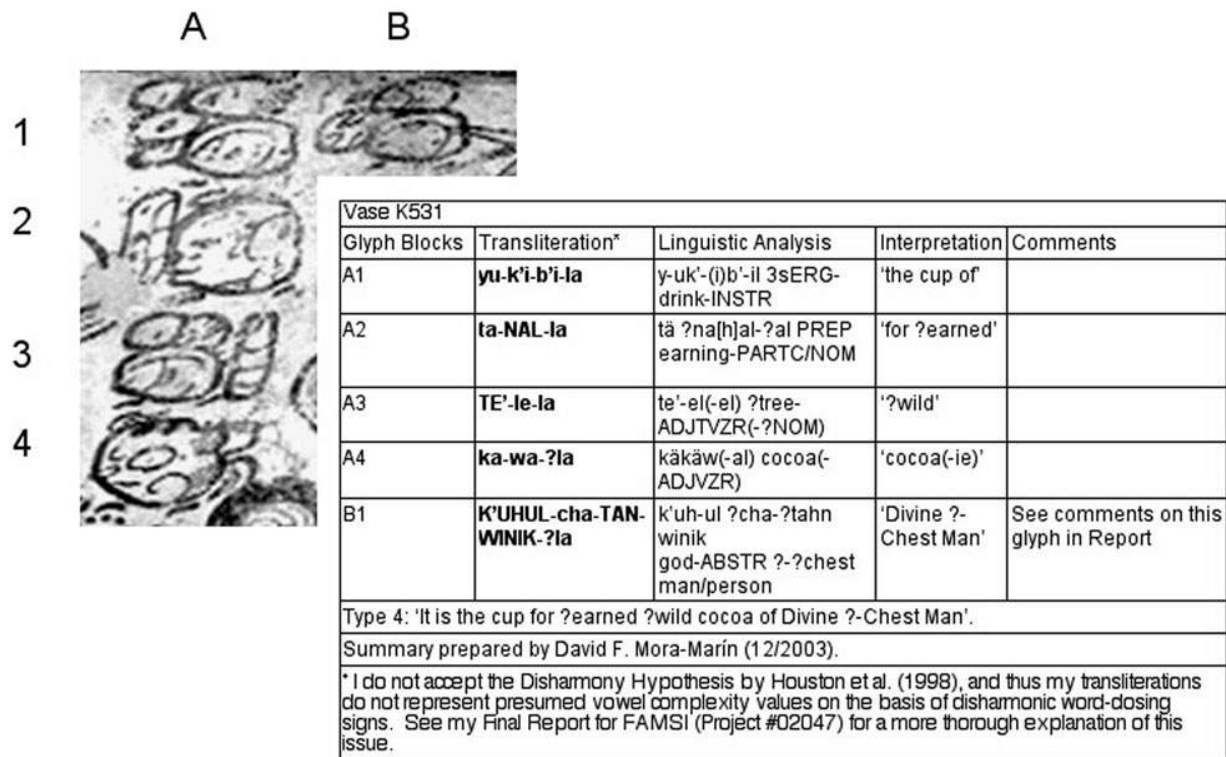 A B
1
2
3
4
Vase K531
Glyph Blocks Transliteration* Linguistic Analysis Interpretation Comments
A1 yu-k'i-b'i-la y-uk'-(i)b'-il 3sERG- 'the cup of'
drink-INSTR
A2 ta-NAL-la tä ?na[h]al-?al PREP 'for ?earned'
earning-PARTC/NOM
A3 TE'-le-la te'-el(-el) ?tree- '?wild'
ADJTVZR(-?NOM)
A4 ka-wa-?la käkäw(-al) cocoa(- 'cocoa(-ie)'
ADJVZR)
B1 K'UHUL-cha-TAN- k'uh-ul ?cha-?tahn 'Divine ?- See comments on this
WINIK-?la winik Chest Man' glyph in Report
god-ABSTR ?-?chest
man/person
Type 4: 'It is the cup for ?earned ?wild cocoa of Divine ?-Chest Man'.
Summary prepared by David F. Mora-Marín (12/2003).
* I do not accept the Disharmony Hypothesis by Houston et al. (1998), and thus my transliterations
do not represent presumed vowel complexity values on the basis of disharmonic word-dosing
signs. See my Final Report for FAMSI (Project #02047) for a more thorough explanation of this
issue.